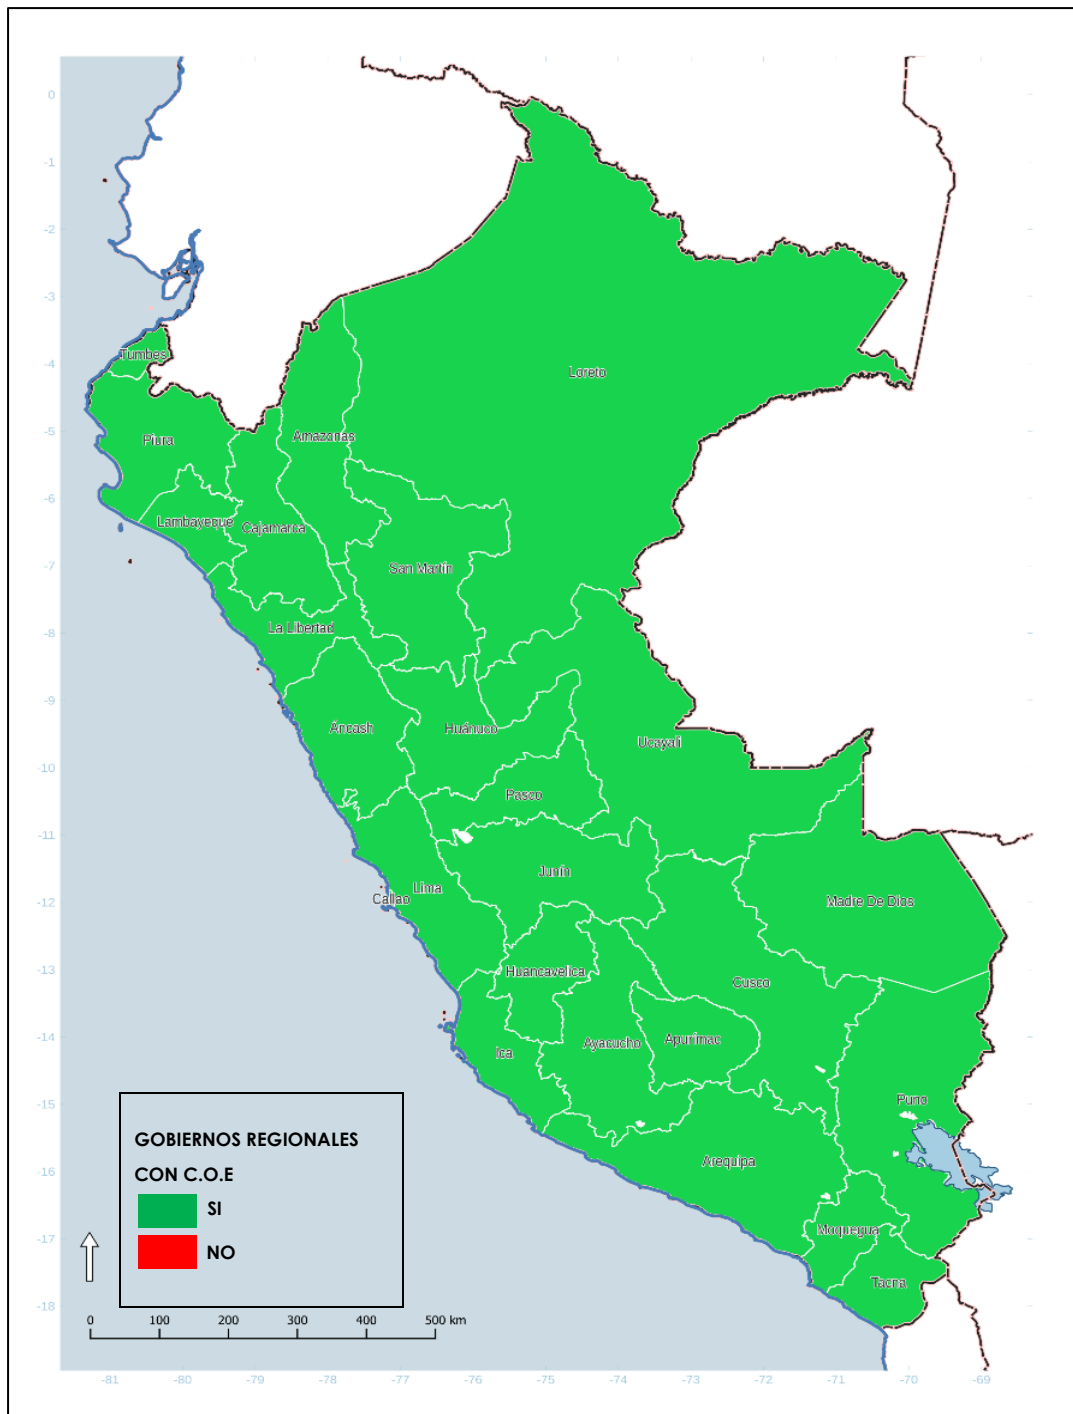 0
-1
-2
-3
Tumbes
-4
Loreto
Amazonas
-5
Piura
-6
Lambayeque
Cajamarca
San Martín
-7
La Libertad
-8
-9
Áncash
Huánuco
Ucayali
-10
Pasco
-11
Junín
Lima
Callao
Madre De Dios
-12
Huancavelica
-13
Cusco
-14
Ayacucho
Apurímac
Ica
-15
Puno
GOBIERNOS REGIONALES
CON C.O.E
SI
NO
Arequipa
-16
Moquegua
-17
Tacna
-18
0 100 200 300 400 500 km
-81 -80 -79 -78 -77 -76 -75 -74 -73 -72 -71 -70 -69